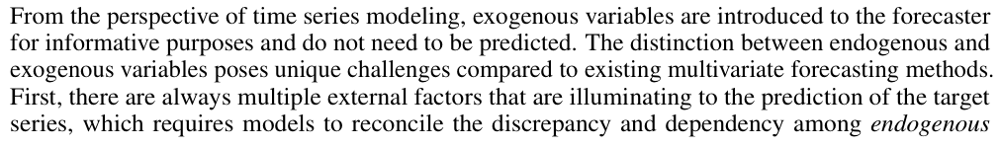 From the perspective of time series modeling, exogenous variables are introduced to the forecaster
for informative purposes and do not need to be predicted. The distinction between endogenous and
exogenous variables poses unique challenges compared to existing multivariate forecasting methods.
First, there are always multiple external factors that are illuminating to the prediction of the target
series, which requires models to reconcile the discrepancy and dependency among endogenous